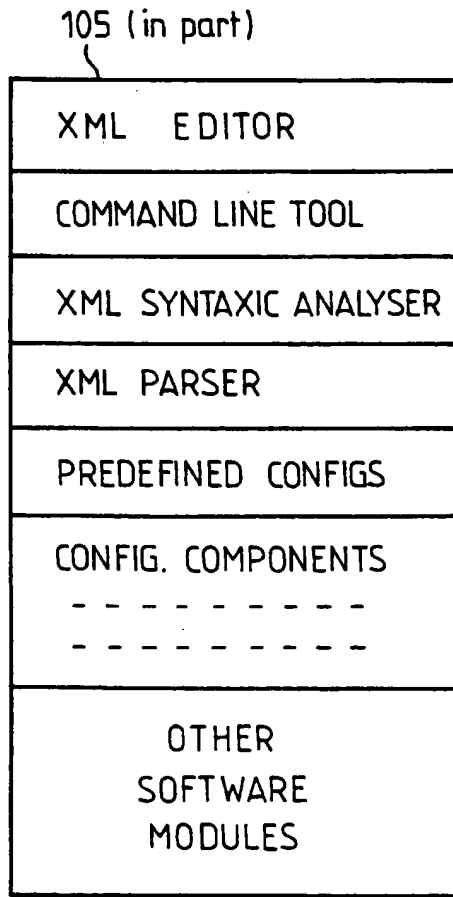 105 (in part)
XML EDITOR
COMMAND LINE TOOL
XML SYNTAXIC ANALYSER
XML PARSER
PREDEFINED CONFIGS
CONFIG. COMPONENTS
- - - - - - - - - -
- - - - - - - - - -
OTHER
SOFTWARE
MODULES